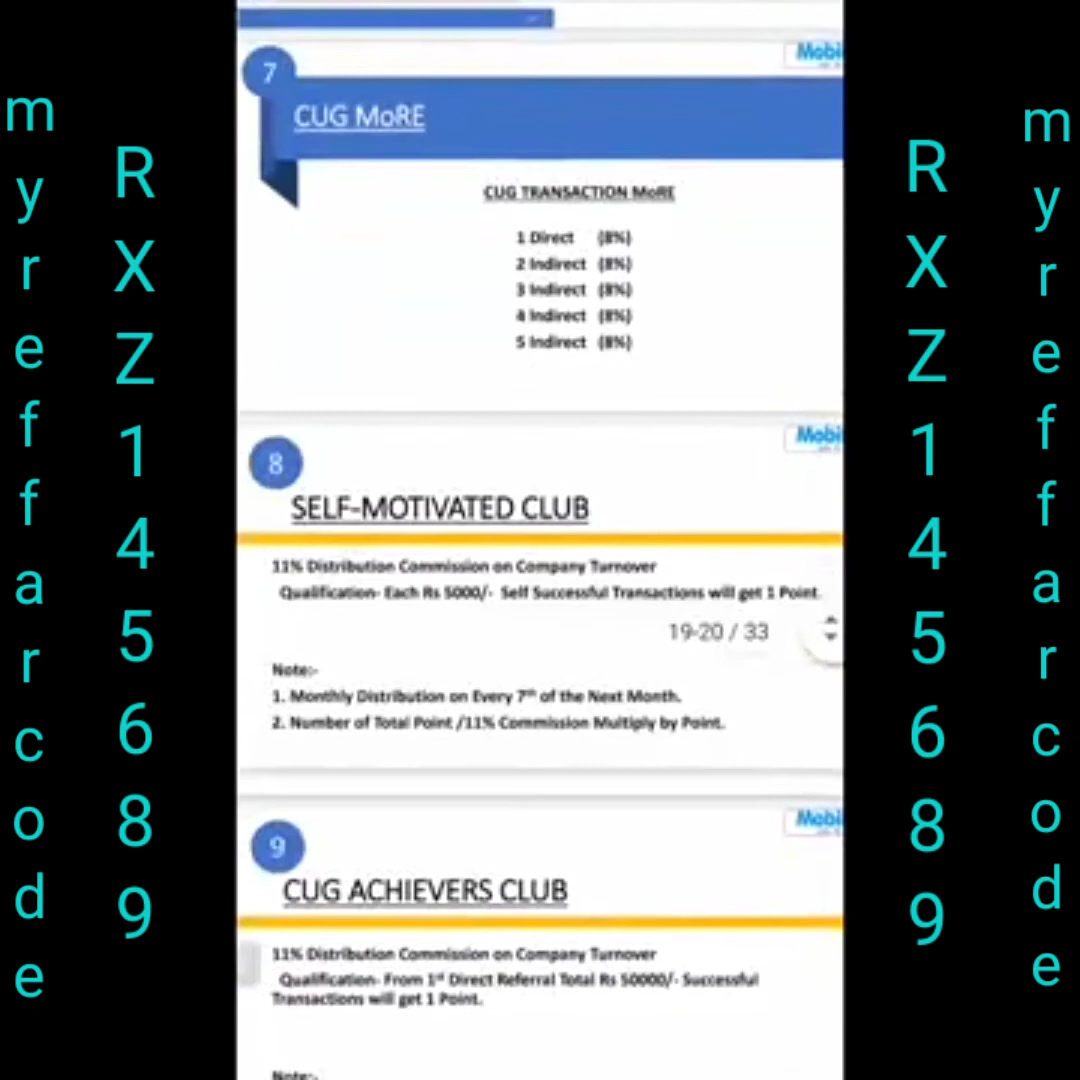 myreffarcode
RXZ145689
7
Mobi
CUG MoRE
CUG TRANSACTION MoRE
1 Direct (8%)
2 Indirect (8%)
3 Indirect (8%)
4 Indirect (8%)
5 Indirect (8%)
8
Mobi
SELF-MOTIVATED CLUB
11% Distribution Commission on Company Turnover
Qualification- Each Rs 5000/- Self Successful Transactions will get 1 Point.
19-20 / 33
Note:-
1. Monthly Distribution on Every 7th of the Next Month.
2. Number of Total Point /11% Commission Multiply by Point.
9
Mobi
CUG ACHIEVERS CLUB
11% Distribution Commission on Company Turnover
Qualification- From 1st Direct Referral Total Rs 50000/- Successful
Transactions will get 1 Point.
Note:-
RXZ145689
myreffarcode